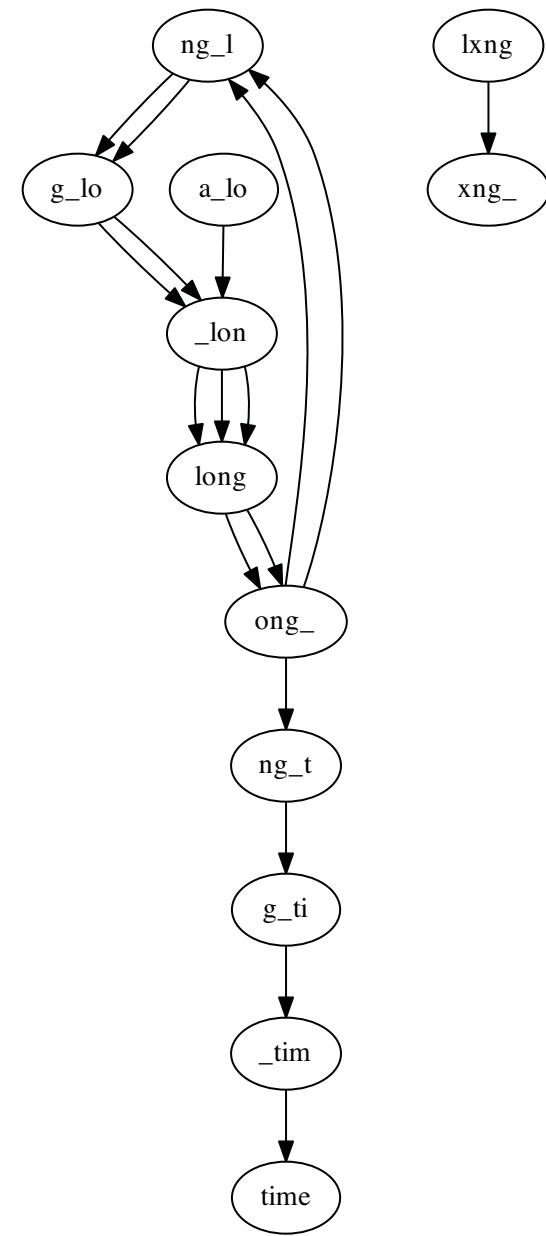 ng_l
lxng
g_lo
a_lo
xng_
_lon
long
ong_
ng_t
g_ti
_tim
time